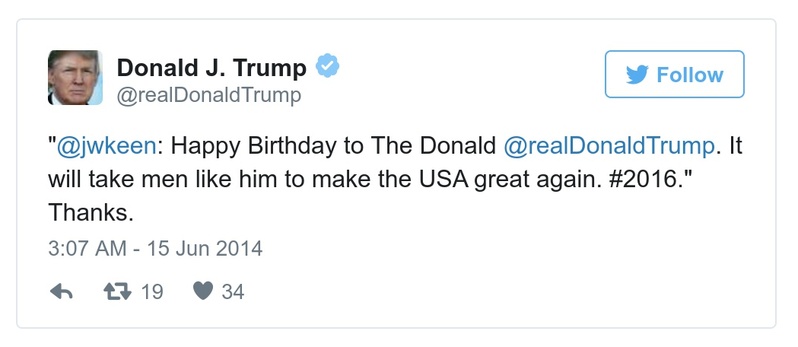 Donald J. Trump
@realDonaldTrump
Follow
"@jwkeen: Happy Birthday to The Donald @realDonaldTrump. It
will take men like him to make the USA great again. #2016."
Thanks.
3:07 AM - 15 Jun 2014
19 34